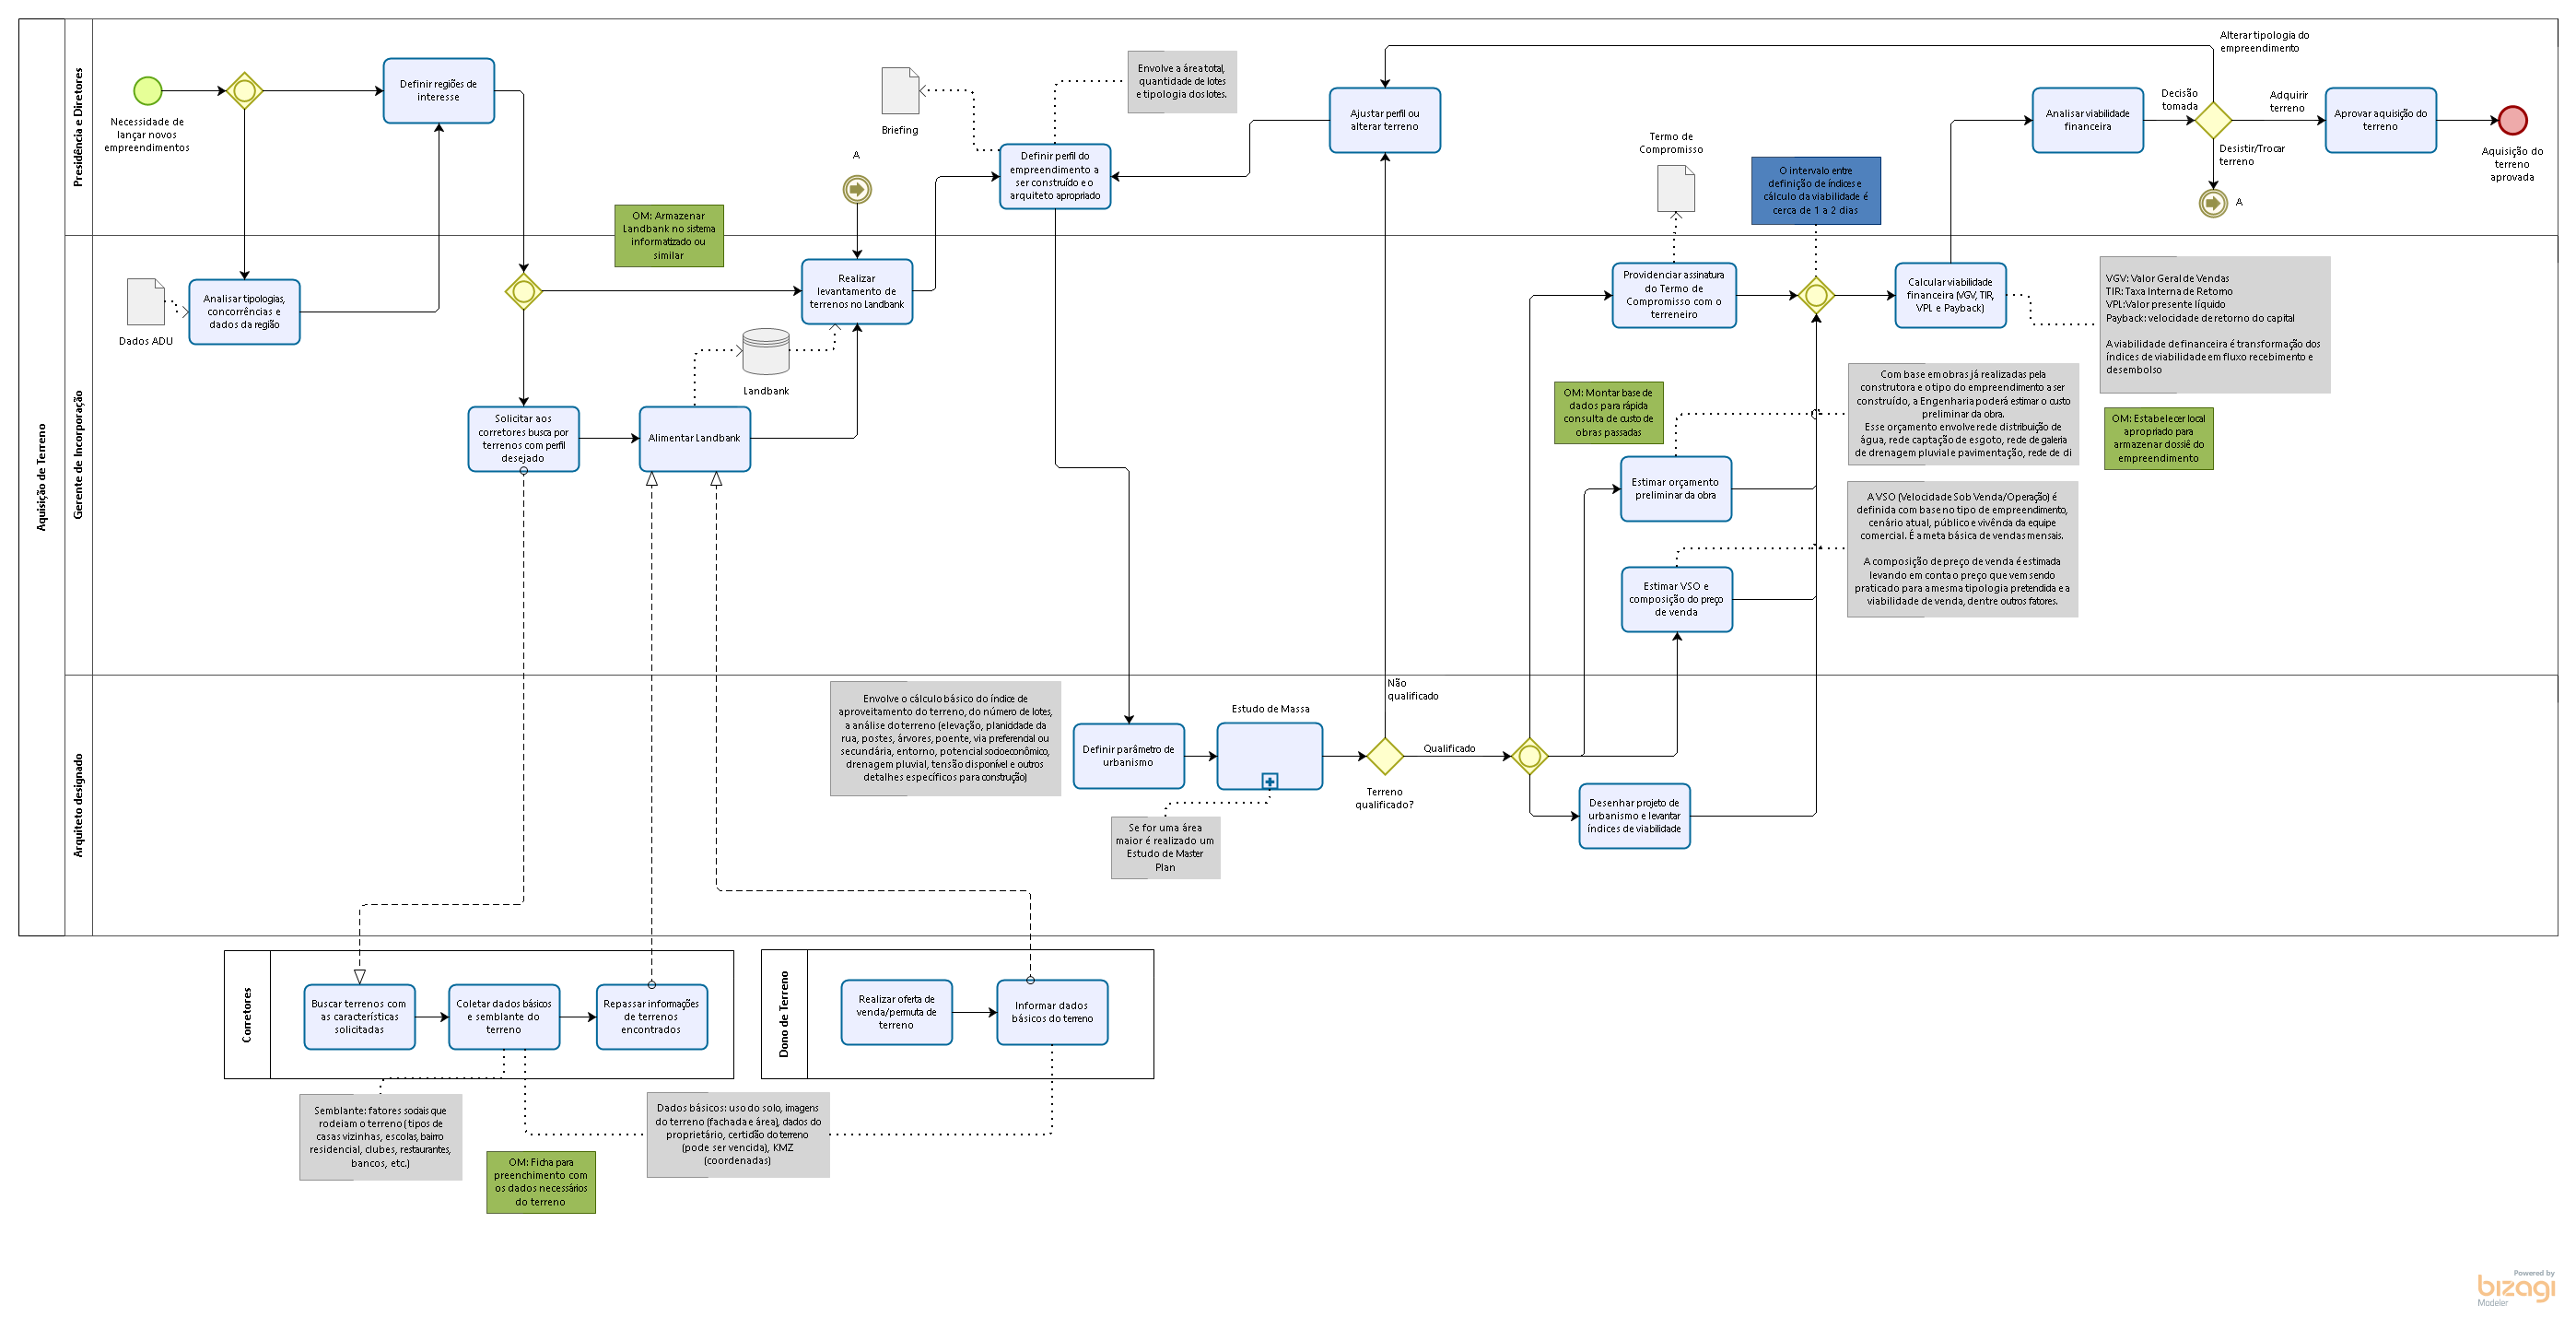 Aquisição de Terreno
Presidência e Diretores
Necessidade de
lançar novos
empreendimentos
Definir regiões de
interesse
Briefing
A
Envolve a área total,
quantidade de lotes
e tipologia dos lotes.
Definir perfil do
empreendimento a
ser construído e o
arquiteto apropriado
Ajustar perfil ou
alterar terreno
Termo de
Compromisso
O intervalo entre
definição de índices e
cálculo da viabilidade é
cerca de 1 a 2 dias
Analisar viabilidade
financeira
Decisão
tomada
Alterar tipologia do
empreendimento
Adquirir
terreno
Desistir/Trocar
terreno
A
Aprovar aquisição do
terreno
Aquisição do
terreno
aprovada
Gerente de Incorporação
Dados ADU
Analisar tipologias,
concorrências e
dados da região
OM: Armazenar
Landbank no sistema
informatizado ou
similar
Realizar
levantamento de
terrenos no Landbank
Landbank
Solicitar aos
corretores busca por
terrenos com perfil
desejado
Alimentar Landbank
Providenciar assinatura
do Termo de
Compromisso com o
terreneiro
Calcular viabilidade
financeira (VGV, TIR,
VPL e Payback)
VGV: Valor Geral de Vendas
TIR: Taxa Interna de Retorno
VPL:Valor presente líquido
Payback: velocidade de retorno do capital
A viabilidade definanceira é transformação dos
índices de viabilidade em fluxo recebimento e
desembolso
OM: Montar base de
dados para rápida
consulta de custo de
obras passadas
Com base em obras já realizadas pela
construtora e o tipo do empreendimento a ser
construído, a Engenharia poderá estimar o custo
preliminar da obra.
Esse orçamento envolve rede distribuição de
água, rede captação de esgoto, rede de galeria
de drenagem pluvial e pavimentação, rede de di
OM: Estabelecer local
apropriado para
armazenar dossiê do
empreendimento
Estimar orçamento
preliminar da obra
A VSO (Velocidade Sob Venda/Operação) é
definida com base no tipo de empreendimento,
cenário atual, público e vivência da equipe
comercial. É a meta básica de vendas mensais.
A composição de preço de venda é estimada
levando em conta o preço que vem sendo
praticado para a mesma tipologia pretendida e a
viabilidade de venda, dentre outros fatores.
Estimar VSO e
composição do preço
de venda
Arquiteto designado
Envolve o cálculo básico do índice de
aproveitamento do terreno, do número de lotes,
a análise do terreno (elevação, planicidade da
rua, postes, árvores, poente, via preferencial ou
secundária, entorno, potencial socioeconômico,
drenagem pluvial, tensão disponível e outros
detalhes específicos para construção)
Definir parâmetro de
urbanismo
Estudo de Massa
Se for uma área
maior é realizado um
Estudo de Master
Plan
Não
qualificado
Terreno
qualificado?
Qualificado
Desenhar projeto de
urbanismo e levantar
índices de viabilidade
Corretores
Buscar terrenos com
as características
solicitadas
Coletar dados básicos
e semblante do
terreno
Repassar informações
de terrenos
encontrados
Dono de Terreno
Realizar oferta de
venda/permuta de
terreno
Informar dados
básicos do terreno
Semblante: fatores sociais que
rodeiam o terreno ( tipos de
casas vizinhas, escolas, bairro
residencial, clubes, restaurantes,
bancos, etc.)
Dados básicos: uso do solo, imagens
do terreno (fachada e área), dados do
proprietário, certidão do terreno
(pode ser vencida), KMZ
(coordenadas)
OM: Ficha para
preenchimento com
os dados necessários
do terreno
Powered by
bizagi
Modeler